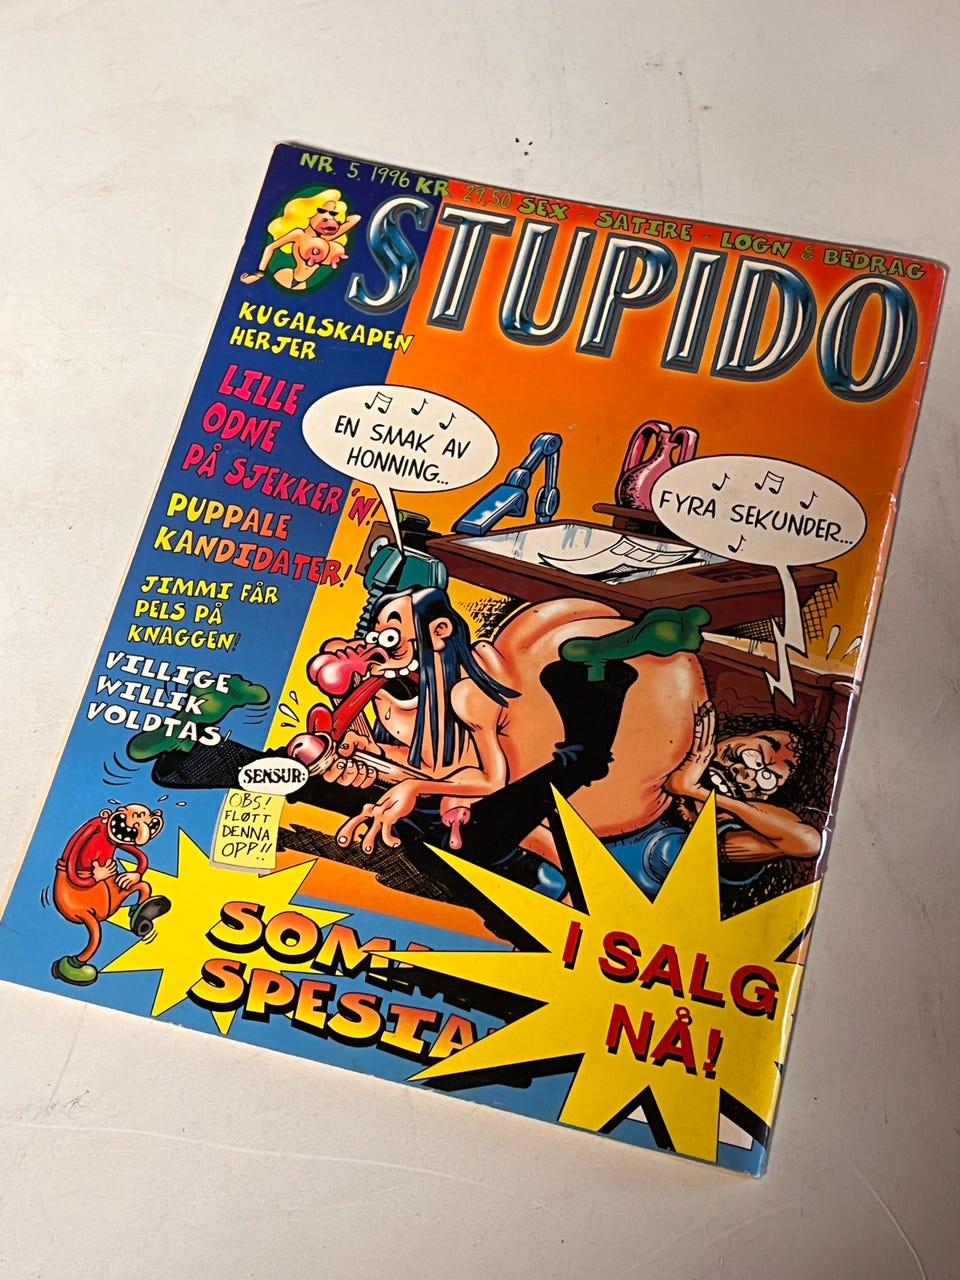 NR. 5. 1996 KR. 29,50 SEX - SATIRE - LØGN & BEDRAG
STUPIDO
KUGALSKAPEN
HERJER
LILLE
ODNE
PÅ SJEKKER'N!
PUPPALE
KANDIDATER!
JIMMI FÅR
PELS PÅ
KNAGGEN!
VILLIGE
WILLIK
VOLDTAS!
EN SMAK AV
HONNING...
FYRA SEKUNDER...
SENSUR:
OBS!
FLØTT
DENNA
OPP!!
SOMM
SPESIA
I SALG
NÅ!